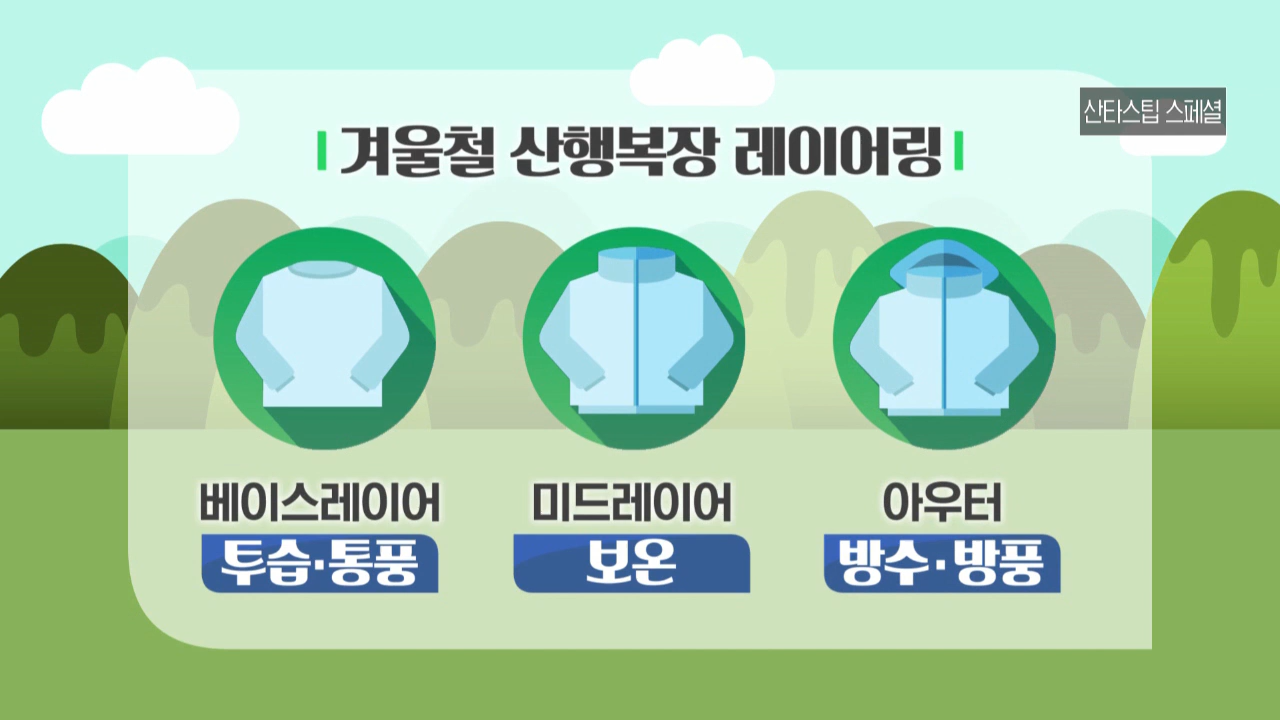 산타스팁 스페셜
겨울철 산행복장 레이어링
베이스레이어
투습·통풍
미드레이어
보온
아우터
방수·방풍